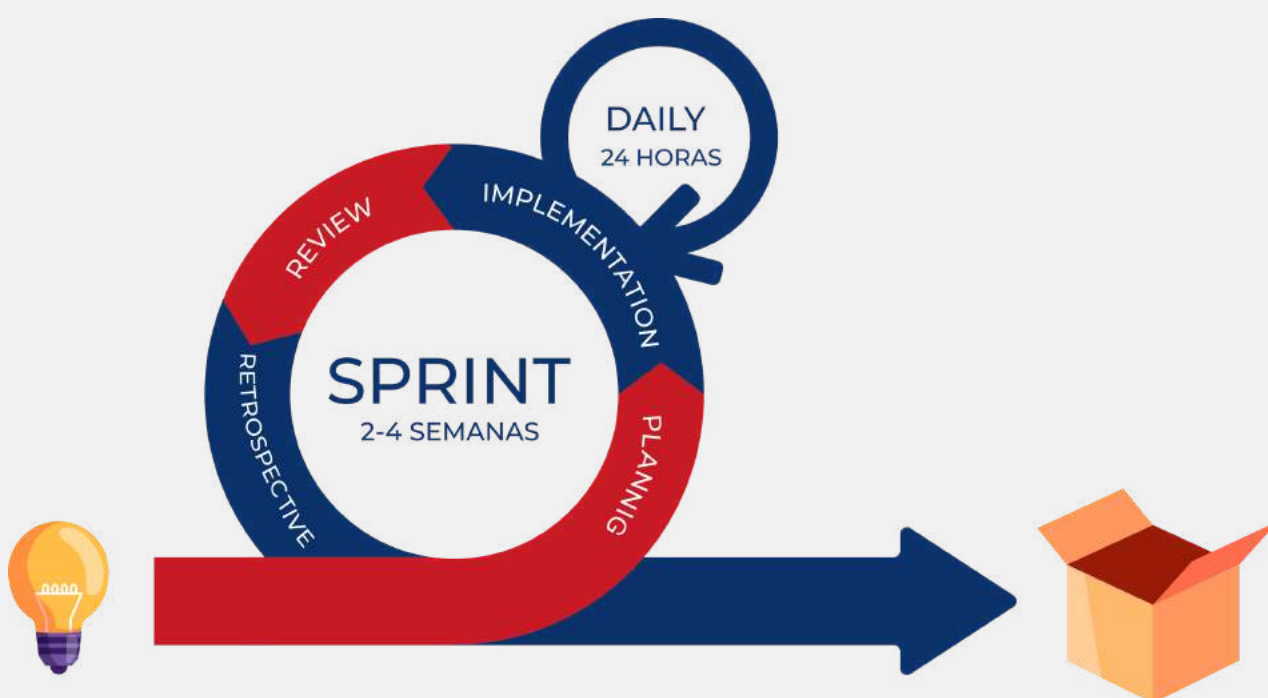 DAILY
24 HORAS
IMPLEMENTATION
REVIEW
SPRINT
2-4 SEMANAS
RETROSPECTIVE
PLANNIG